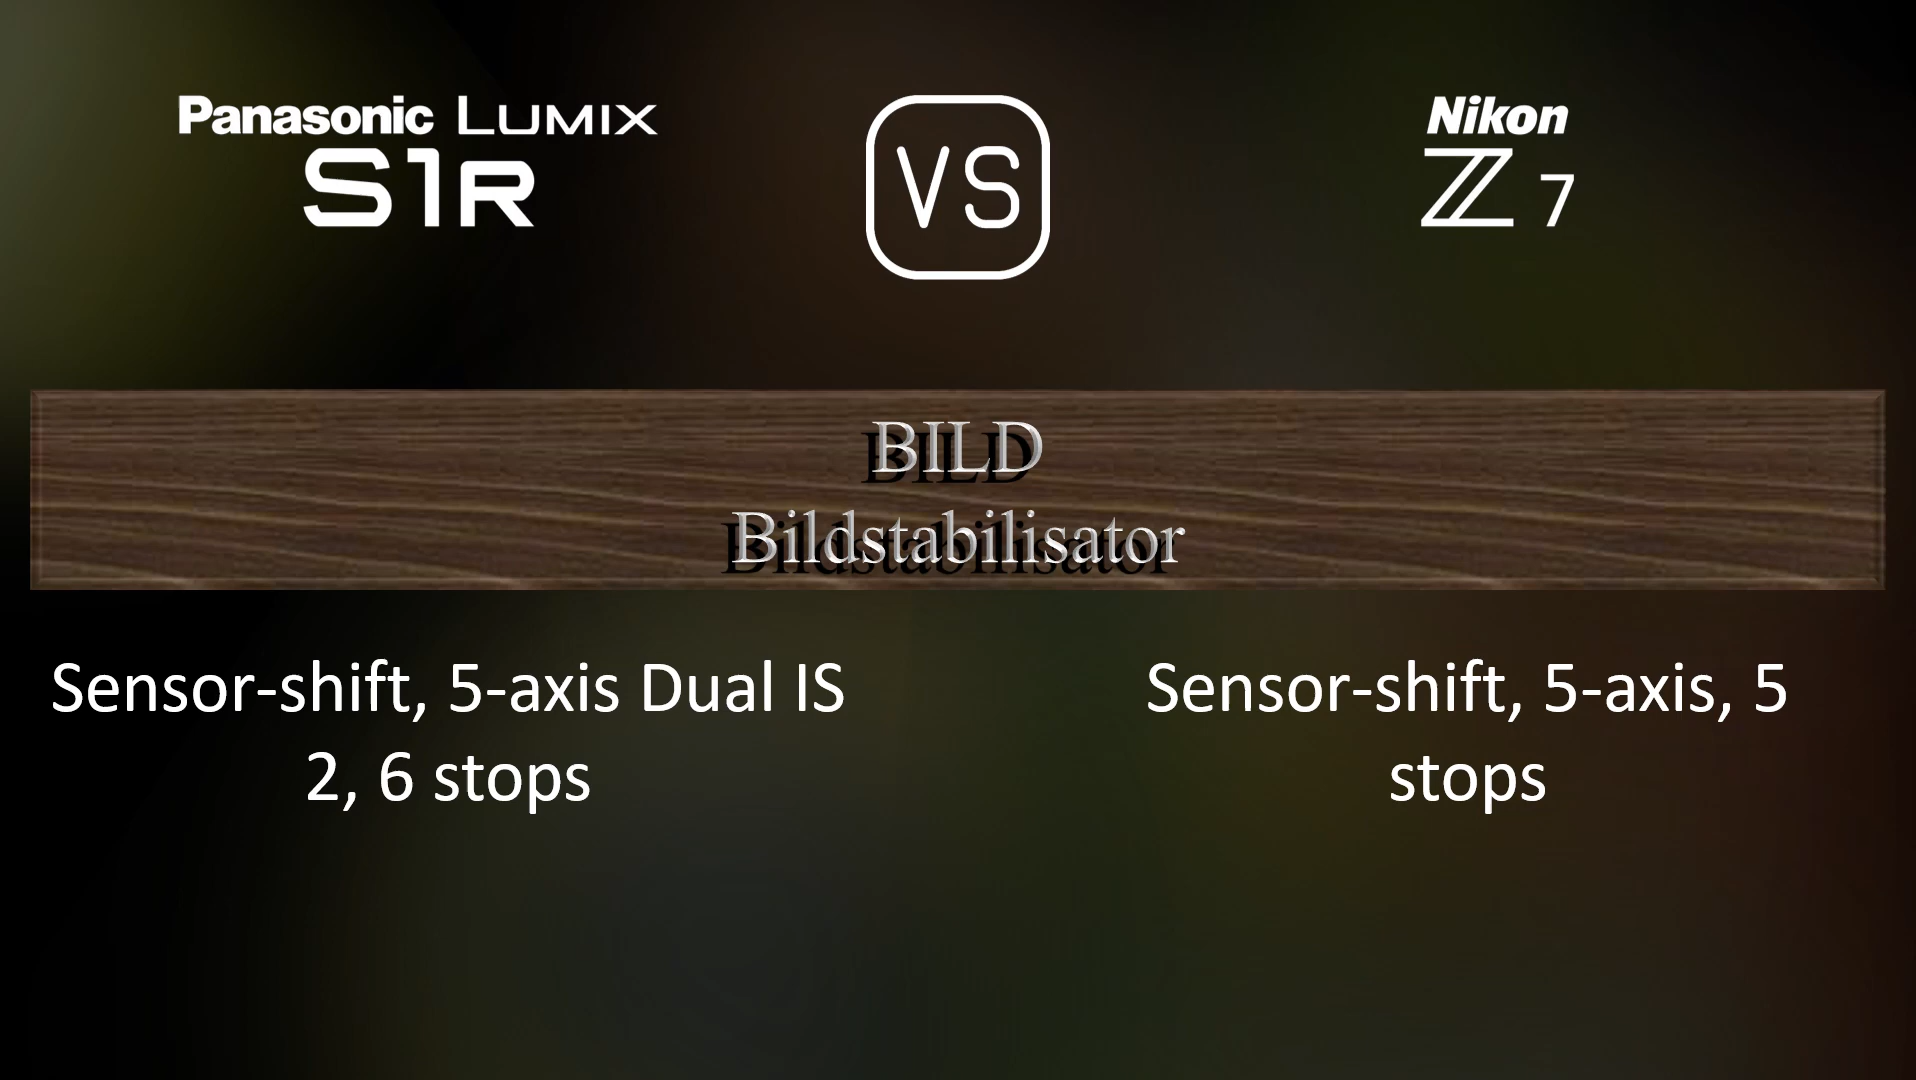 Panasonic LUMIX
S1R
VS
Nikon
Z 7
BILD
Bildstabilisator
Sensor-shift, 5-axis Dual IS
2, 6 stops
Sensor-shift, 5-axis, 5
stops